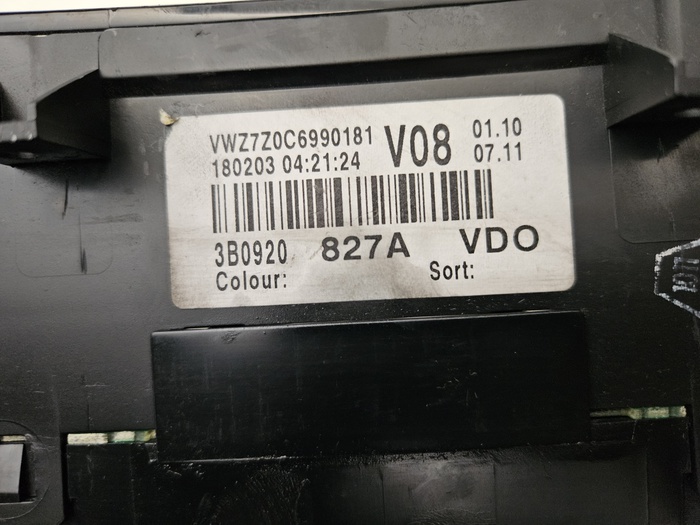 VWZ7Z0C6990181 V08 01.10
180203 04:21:24 07.11
3B0920 827A VDO
Colour: Sort: